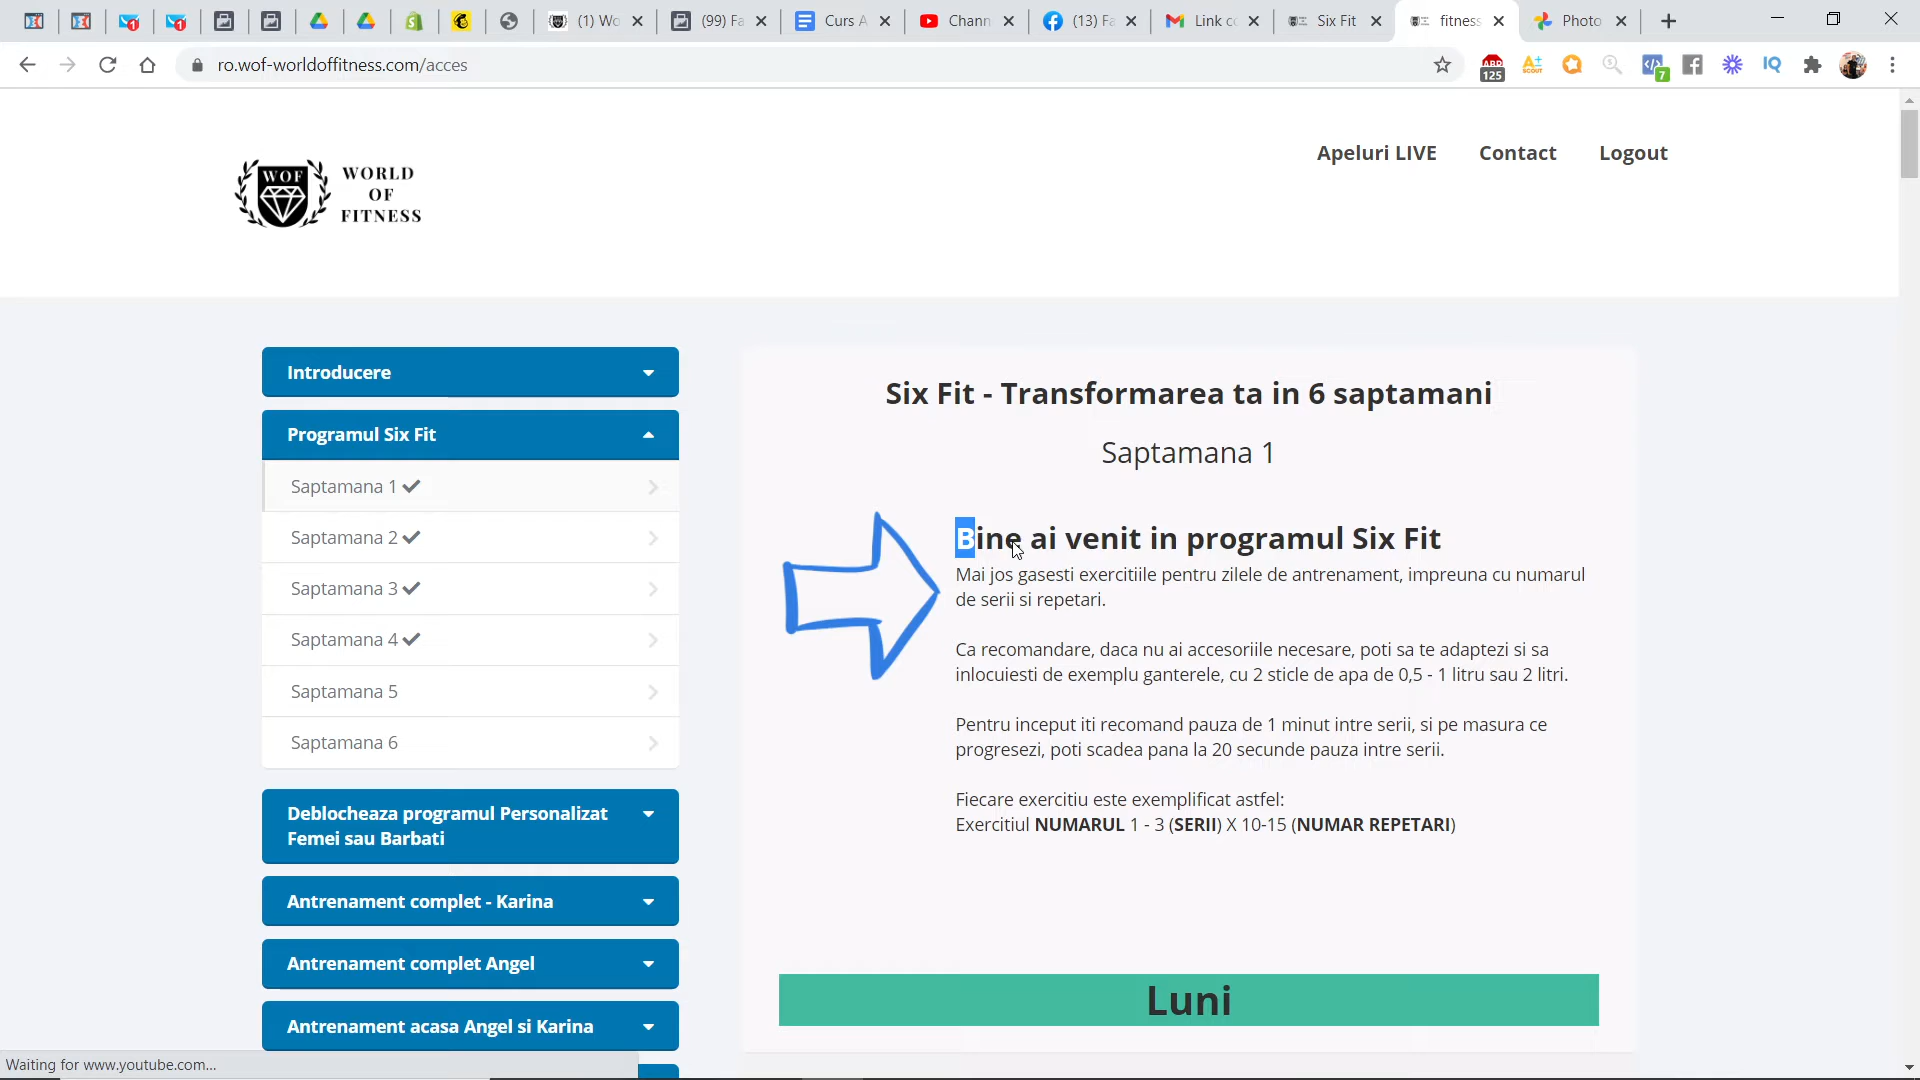 (1) Wo
(99) Fa
Curs A
Chann
(13) Fa
Link c
Six Fit
fitness
Photo
ro.wof-worldoffitness.com/acces
125
7
IQ
Apeluri LIVE
Contact
Logout
WOF
WORLD
OF
FITNESS
Introducere
Programul Six Fit
Saptamana 1
Saptamana 2
Saptamana 3
Saptamana 4
Saptamana 5
Saptamana 6
Deblocheaza programul Personalizat
Femei sau Barbati
Antrenament complet - Karina
Antrenament complet Angel
Antrenament acasa Angel si Karina
Six Fit - Transformarea ta in 6 saptamani
Saptamana 1
Bine ai venit in programul Six Fit
Mai jos gasesti exercitiile pentru zilele de antrenament, impreuna cu numarul
de serii si repetari.
Ca recomandare, daca nu ai accesoriile necesare, poti sa te adaptezi si sa
inlocuiesti de exemplu ganterele, cu 2 sticle de apa de 0,5 - 1 litru sau 2 litri.
Pentru inceput iti recomand pauza de 1 minut intre serii, si pe masura ce
progresezi, poti scadea pana la 20 secunde pauza intre serii.
Fiecare exercitiu este exemplificat astfel:
Exercitiul NUMARUL 1 - 3 (SERII) X 10-15 (NUMAR REPETARI)
Luni
Waiting for www.youtube.com...